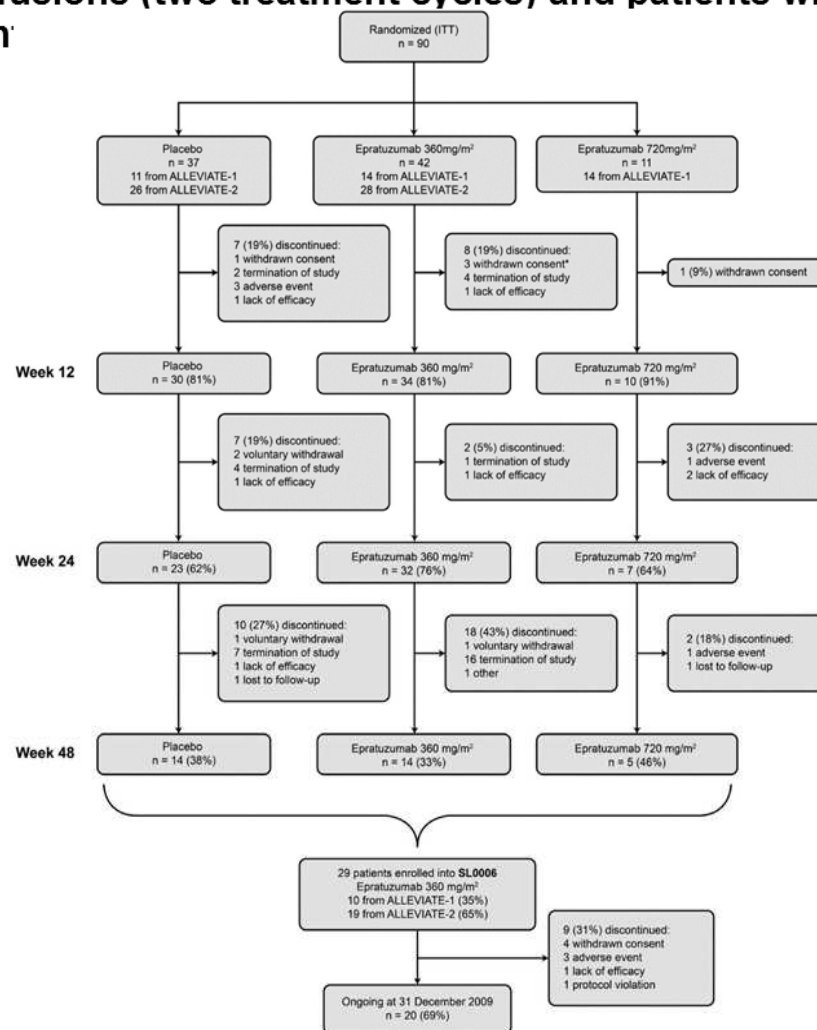 (two treatment cycles) and patients
Randomized (ITT)
n = 90
Placebo
n = 37
11 from ALLEVIATE-1
26 from ALLEVIATE-2
Epratuzumab 360mg/m²
n = 42
14 from ALLEVIATE-1
28 from ALLEVIATE-2
Epratuzumab 720mg/m²
n = 11
14 from ALLEVIATE-1
7 (19%) discontinued:
1 withdrawn consent
2 termination of study
3 adverse event
1 lack of efficacy
8 (19%) discontinued:
3 withdrawn consent*
4 termination of study
1 lack of efficacy
1 (9%) withdrawn consent
Week 12
Placebo
n = 30 (81%)
Epratuzumab 360 mg/m²
n = 34 (81%)
Epratuzumab 720 mg/m²
n = 10 (91%)
7 (19%) discontinued:
2 voluntary withdrawal
4 termination of study
1 lack of efficacy
2 (5%) discontinued:
1 termination of study
1 lack of efficacy
3 (27%) discontinued:
1 adverse event
2 lack of efficacy
Week 24
Placebo
n = 23 (62%)
Epratuzumab 360 mg/m²
n = 32 (76%)
Epratuzumab 720 mg/m²
n = 7 (64%)
10 (27%) discontinued:
1 voluntary withdrawal
7 termination of study
1 lack of efficacy
1 lost to follow-up
18 (43%) discontinued:
1 voluntary withdrawal
16 termination of study
1 other
2 (18%) discontinued:
1 adverse event
1 lost to follow-up
Week 48
Placebo
n = 14 (38%)
Epratuzumab 360 mg/m²
n = 14 (33%)
Epratuzumab 720 mg/m²
n = 5 (46%)
29 patients enrolled into SL0006
Epratuzumab 360 mg/m²
10 from ALLEVIATE-1 (35%)
19 from ALLEVIATE-2 (65%)
9 (31%) discontinued:
4 withdrawn consent
3 adverse event
1 lack of efficacy
1 protocol violation
Ongoing at 31 December 2009
n = 20 (69%)